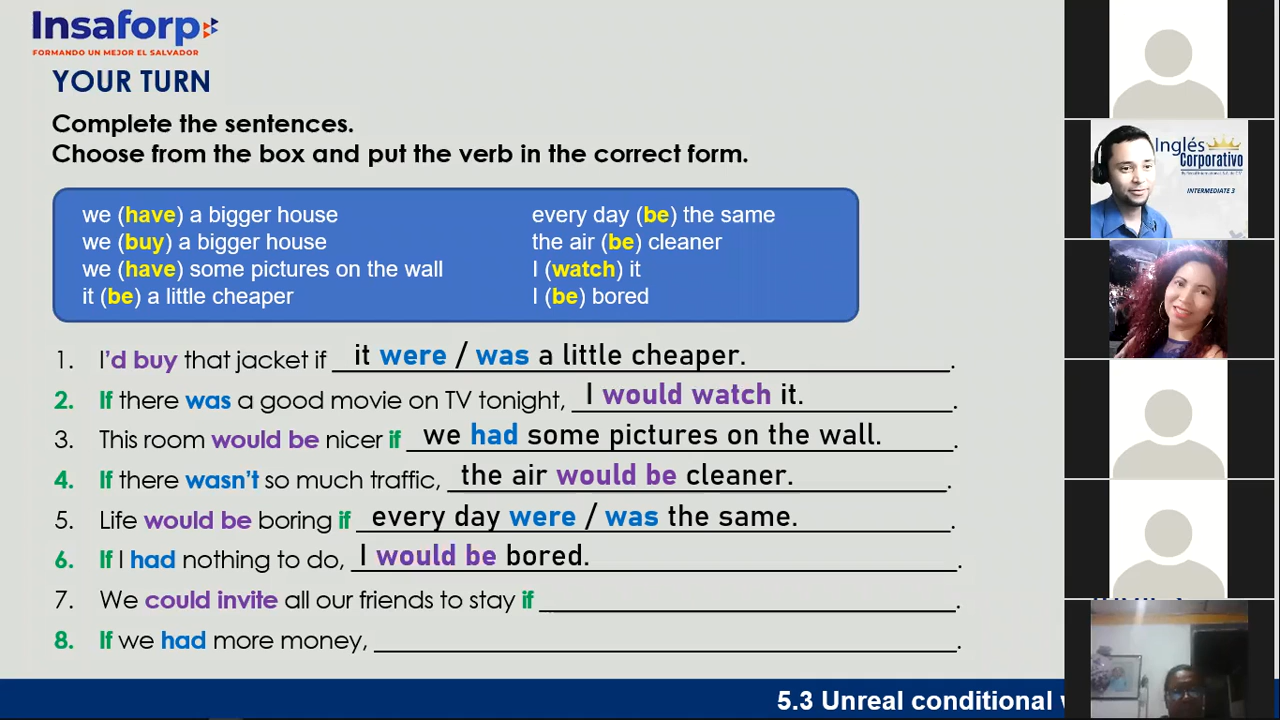 Insaforp
FORMANDO UN MEJOR EL SALVADOR
YOUR TURN
Complete the sentences.
Choose from the box and put the verb in the correct form.
we (have) a bigger house
we (buy) a bigger house
we (have) some pictures on the wall
it (be) a little cheaper
every day (be) the same
the air (be) cleaner
I (watch) it
I (be) bored
1. I'd buy that jacket if it were / was a little cheaper. .
2. If there was a good movie on TV tonight, I would watch it. .
3. This room would be nicer if we had some pictures on the wall. .
4. If there wasn't so much traffic, the air would be cleaner. .
5. Life would be boring if every day were / was the same. .
6. If I had nothing to do, I would be bored. .
7. We could invite all our friends to stay if .
8. If we had more money, .
5.3 Unreal conditional
Inglés
Corporativo
INTERMEDIATE 3